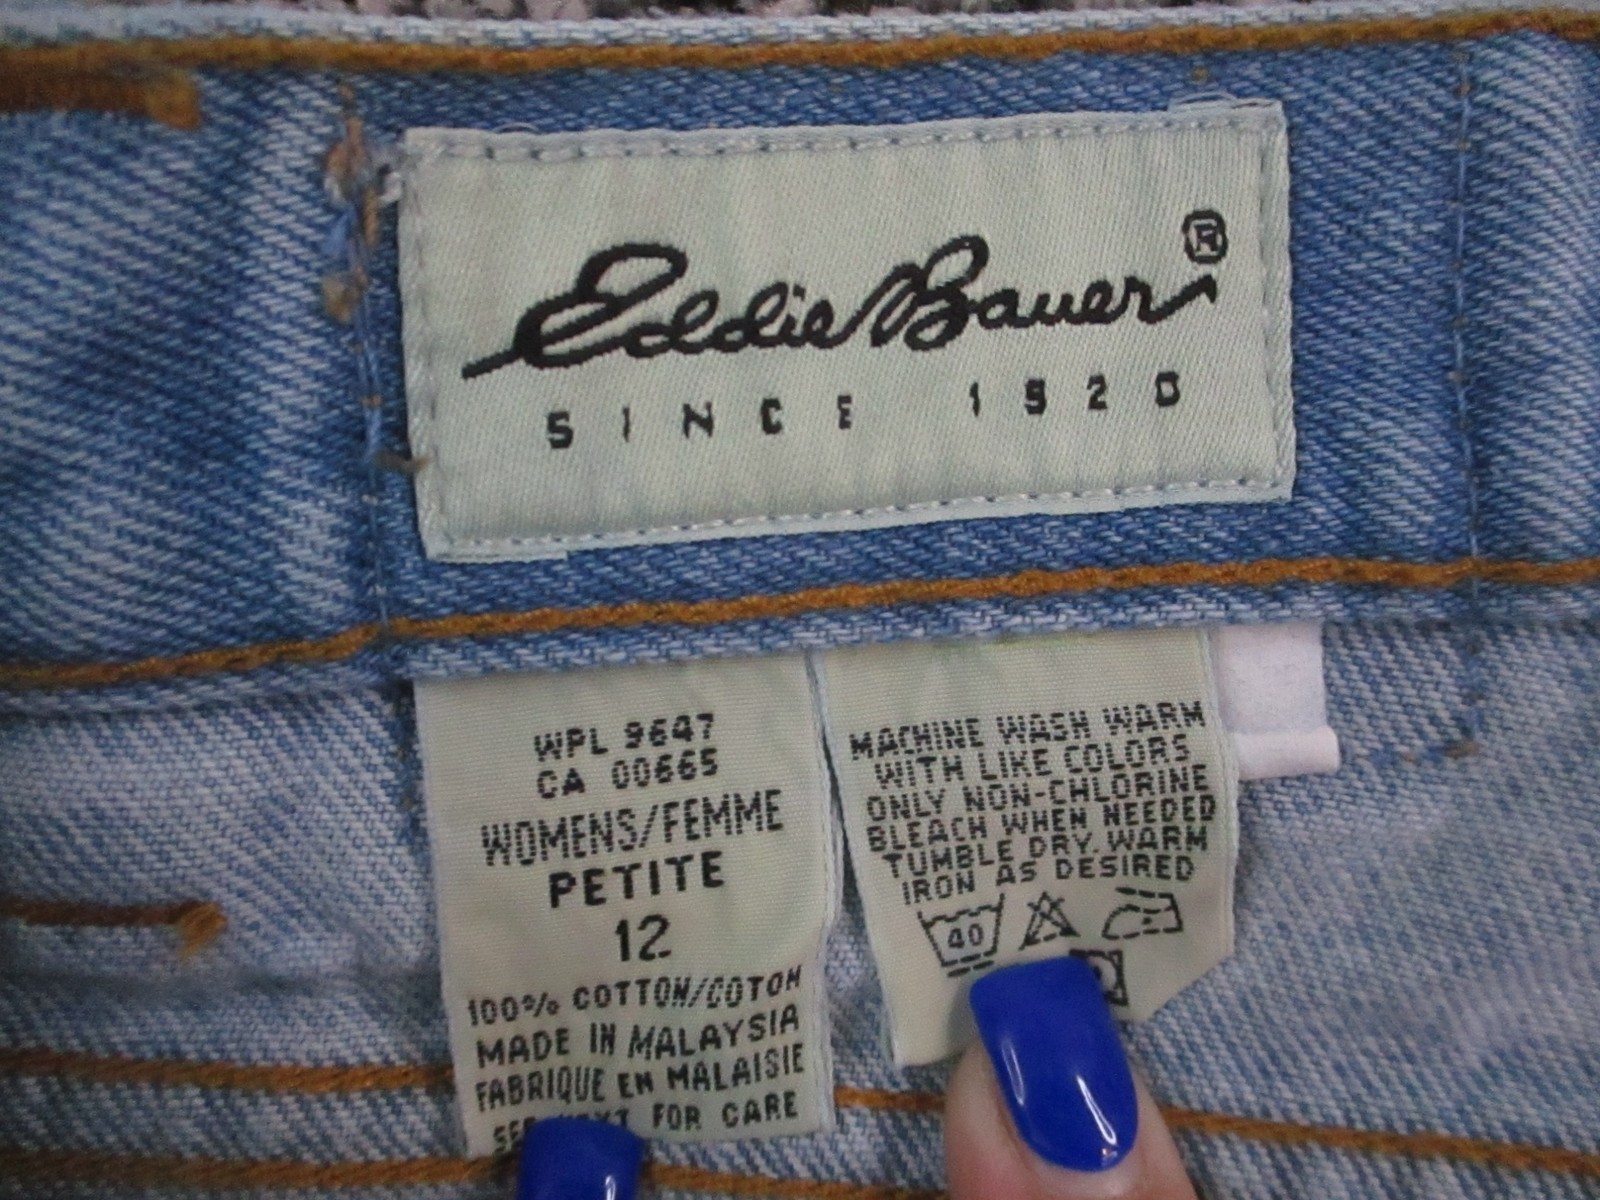 Eddie Bauer®
SINCE 1920
WPL 9647
CA 00665
WOMENS/FEMME
PETITE
12
100% COTTON/COTON
MADE IN MALAYSIA
FABRIQUE EN MALAISIE
SEE NEXT FOR CARE
MACHINE WASH WARM
WITH LIKE COLORS
ONLY NON-CHLORINE
BLEACH WHEN NEEDED
TUMBLE DRY WARM
IRON AS DESIRED
40